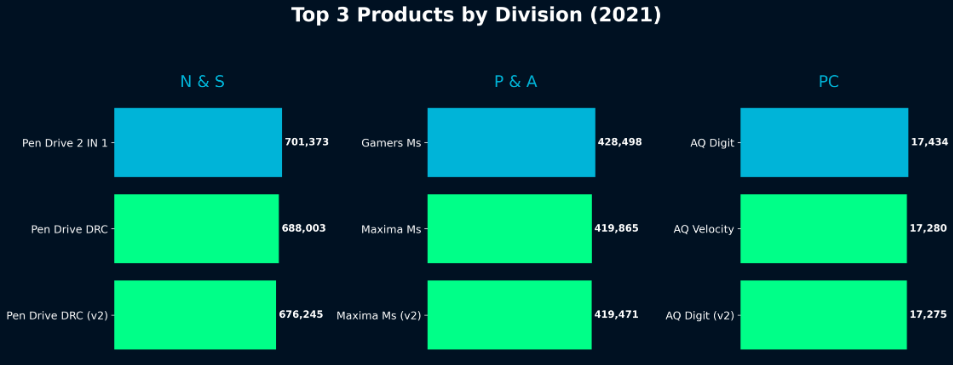 Top 3 Products by Division (2021)
N & S
Pen Drive 2 IN 1 701,373
Pen Drive DRC 688,003
Pen Drive DRC (v2) 676,245
P & A
Gamers Ms 428,498
Maxima Ms 419,865
Maxima Ms (v2) 419,471
PC
AQ Digit 17,434
AQ Velocity 17,280
AQ Digit (v2) 17,275